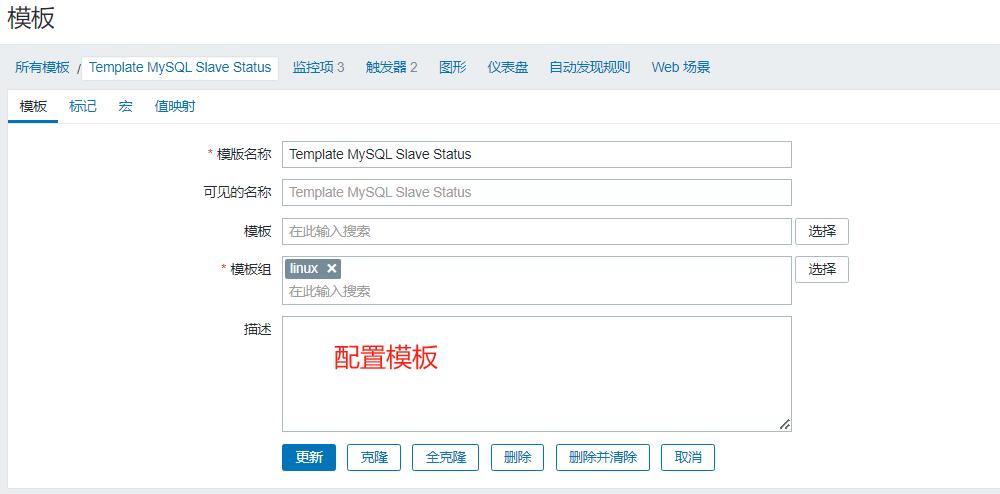 模板
所有模板 / Template MySQL Slave Status 监控项 3 触发器 2 图形 仪表盘 自动发现规则 Web 场景
模板 标记 宏 值映射
* 模版名称 Template MySQL Slave Status
可见的名称 Template MySQL Slave Status
模板 在此输入搜索 选择
* 模板组 linux × 选择
在此输入搜索
描述
配置模板
更新 克隆 全克隆 删除 删除并清除 取消